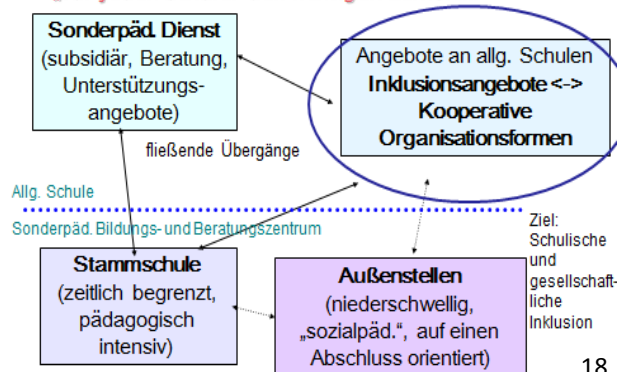 Sonderpäd. Dienst
(subsidiär, Beratung,
Unterstützungs-
angebote)
Angebote an allg. Schulen
Inklusionsangebote <->
Kooperative
Organisationsformen
fließende Übergänge
Allg. Schule
Sonderpäd. Bildungs- und Beratungszentrum
Stammschule
(zeitlich begrenzt,
pädagogisch
intensiv)
Außenstellen
(niederschwellig,
„sozialpäd.“, auf einen
Abschluss orientiert)
Ziel:
Schulische
und
gesellschaft-
liche
Inklusion
18